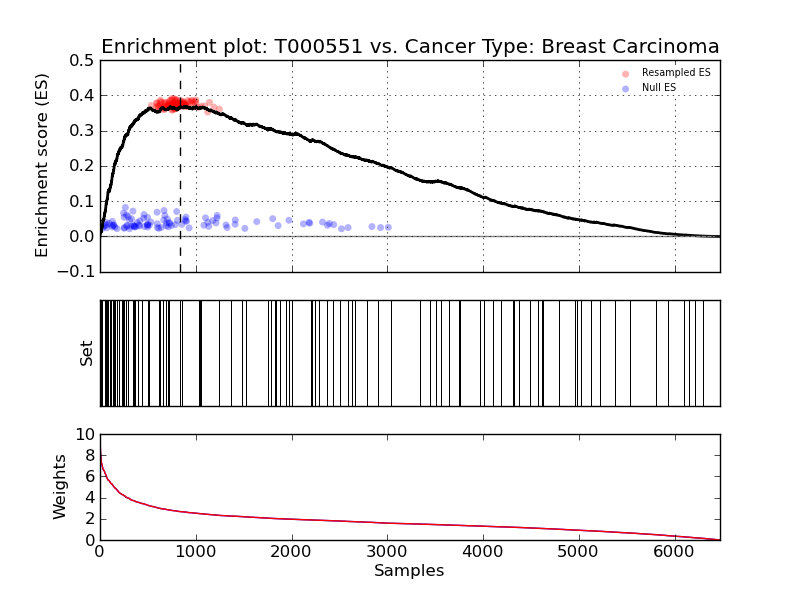 Enrichment plot: T000551 vs. Cancer Type: Breast Carcinoma
Enrichment score (ES)
0.5
0.4
0.3
0.2
0.1
0.0
−0.1
Resampled ES
Null ES
Set
Weights
10
8
6
4
2
0
0 1000 2000 3000 4000 5000 6000
Samples